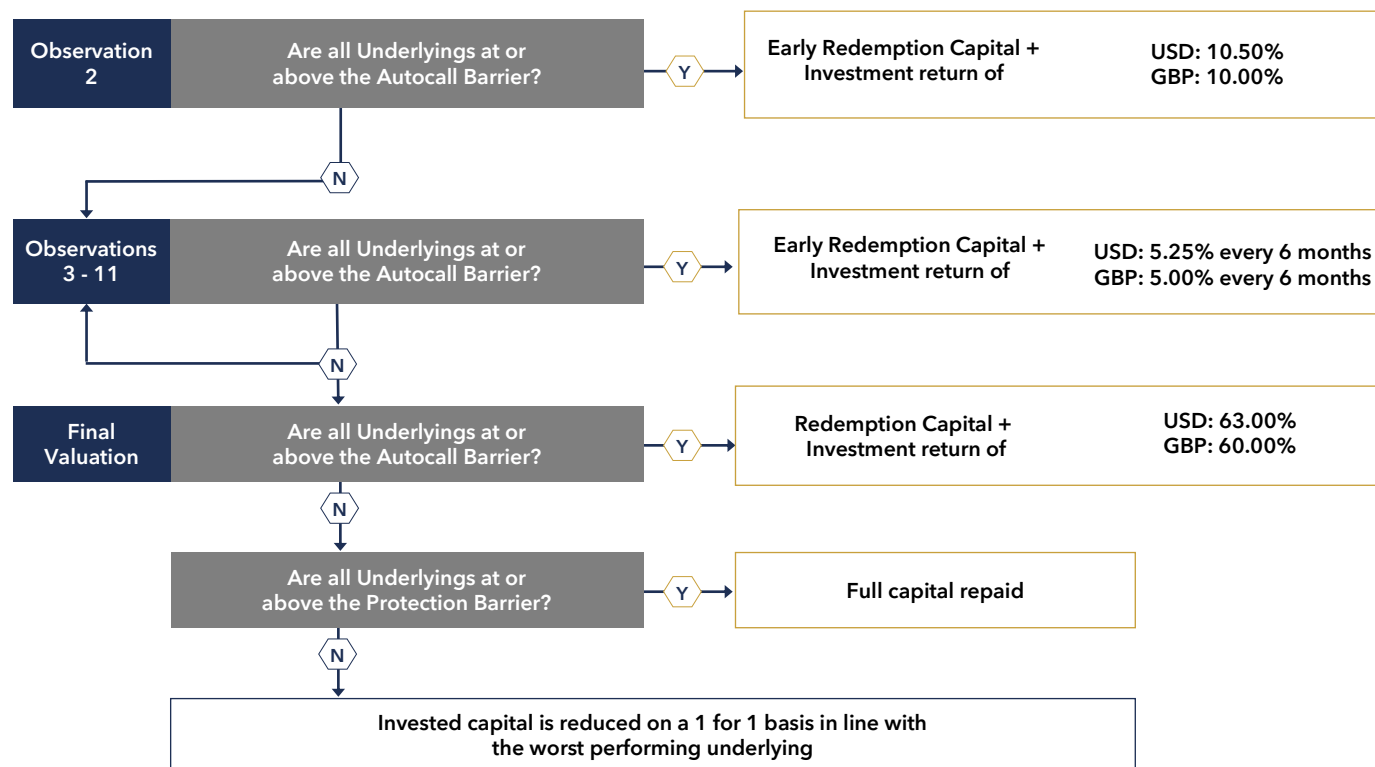 Observation
2
Are all Underlyings at or
above the Autocall Barrier?
Y
Early Redemption Capital +
Investment return of
USD: 10.50%
GBP: 10.00%
N
Observations
3 - 11
Are all Underlyings at or
above the Autocall Barrier?
Y
Early Redemption Capital +
Investment return of
USD: 5.25% every 6 months
GBP: 5.00% every 6 months
N
Final
Valuation
Are all Underlyings at or
above the Autocall Barrier?
Y
Redemption Capital +
Investment return of
USD: 63.00%
GBP: 60.00%
N
Are all Underlyings at or
above the Protection Barrier?
Y
Full capital repaid
N
Invested capital is reduced on a 1 for 1 basis in line with
the worst performing underlying